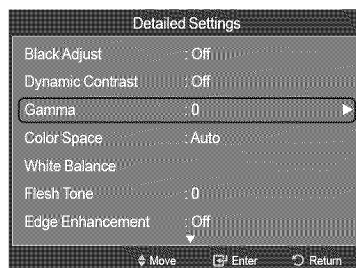 Detailed Settings
Black Adjust : Off
Dynamic Contrast : Off
Gamma : 0
Color Space : Auto
White Balance
Flesh Tone : 0
Edge Enhancement : Off
Move Enter Return